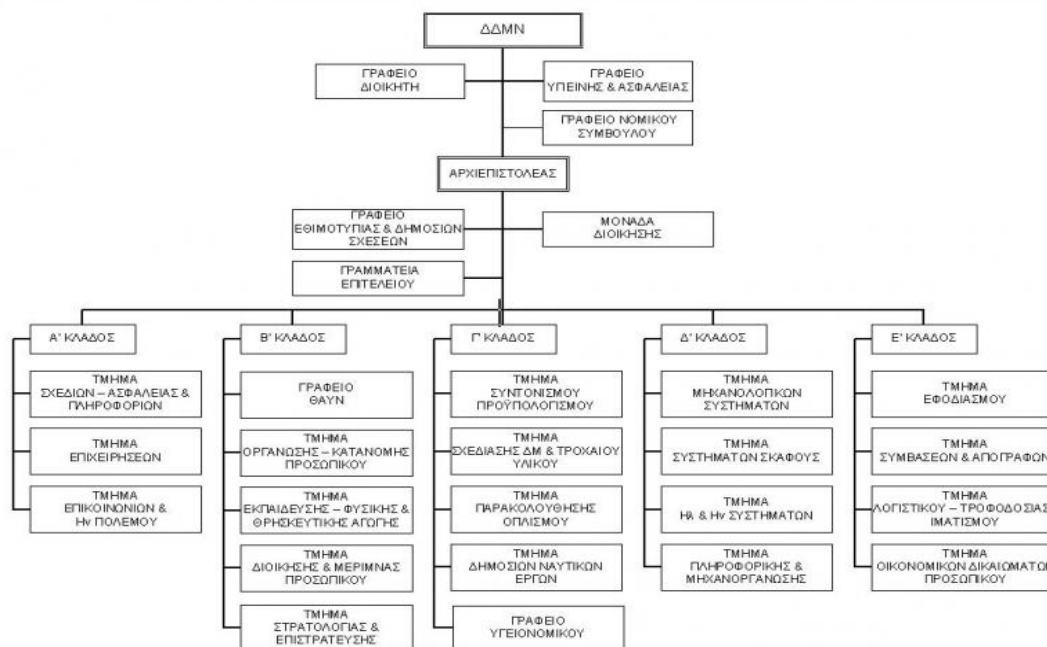 ΔΔΜΝ
ΓΡΑΦΕΙΟ
ΔΙΟΙΚΗΤΗ
ΓΡΑΦΕΙΟ
ΥΓΕΙΝΗΣ & ΑΣΦΑΛΕΙΑΣ
ΓΡΑΦΕΙΟ ΝΟΜΙΚΟΥ
ΣΥΜΒΟΥΛΟΥ
ΑΡΧΙΕΠΙΣΤΟΛΕΑΣ
ΓΡΑΦΕΙΟ
ΕΘΙΜΟΤΥΠΙΑΣ & ΔΗΜΟΣΙΩΝ
ΣΧΕΣΕΩΝ
ΜΟΝΑΔΑ
ΔΙΟΙΚΗΣΗΣ
ΓΡΑΜΜΑΤΕΙΑ
ΕΠΙΤΕΛΕΙΟΥ
Α' ΚΛΑΔΟΣ
ΤΜΗΜΑ
ΣΧΕΔΙΩΝ – ΑΣΦΑΛΕΙΑΣ &
ΠΛΗΡΟΦΟΡΙΩΝ
ΤΜΗΜΑ
ΕΠΙΧΕΙΡΗΣΕΩΝ
ΤΜΗΜΑ
ΕΠΙΚΟΙΝΩΝΙΩΝ &
Ην ΠΟΛΕΜΟΥ
Β' ΚΛΑΔΟΣ
ΓΡΑΦΕΙΟ
ΘΑΥΝ
ΤΜΗΜΑ
ΟΡΓΑΝΩΣΗΣ – ΚΑΤΑΝΟΜΗΣ
ΠΡΟΣΩΠΙΚΟΥ
ΤΜΗΜΑ
ΕΚΠΑΙΔΕΥΣΗΣ – ΦΥΣΙΚΗΣ &
ΘΡΗΣΚΕΥΤΙΚΗΣ ΑΓΩΓΗΣ
ΤΜΗΜΑ
ΔΙΟΙΚΗΣΗΣ & ΜΕΡΙΜΝΑΣ
ΠΡΟΣΩΠΙΚΟΥ
ΤΜΗΜΑ
ΣΤΡΑΤΟΛΟΓΙΑΣ &
ΕΠΙΣΤΡΑΤΕΥΣΗΣ
Γ' ΚΛΑΔΟΣ
ΤΜΗΜΑ
ΣΥΝΤΟΝΙΣΜΟΥ
ΠΡΟΫΠΟΛΟΓΙΣΜΟΥ
ΤΜΗΜΑ
ΣΧΕΔΙΑΣΗΣ ΔΜ & ΤΡΟΧΑΙΟΥ
ΥΛΙΚΟΥ
ΤΜΗΜΑ
ΠΑΡΑΚΟΛΟΥΘΗΣΗΣ
ΟΠΛΙΣΜΟΥ
ΤΜΗΜΑ
ΔΗΜΟΣΙΩΝ ΝΑΥΤΙΚΩΝ
ΕΡΓΩΝ
ΓΡΑΦΕΙΟ
ΥΓΕΙΟΝΟΜΙΚΟΥ
Δ' ΚΛΑΔΟΣ
ΤΜΗΜΑ
ΜΗΧΑΝΟΛΟΓΙΚΩΝ
ΣΥΣΤΗΜΑΤΩΝ
ΤΜΗΜΑ
ΣΥΣΤΗΜΑΤΩΝ ΣΚΑΦΟΥΣ
ΤΜΗΜΑ
Ηλ & Ην ΣΥΣΤΗΜΑΤΩΝ
ΤΜΗΜΑ
ΠΛΗΡΟΦΟΡΙΚΗΣ &
ΜΗΧΑΝΟΡΓΑΝΩΣΗΣ
Ε' ΚΛΑΔΟΣ
ΤΜΗΜΑ
ΕΦΟΔΙΑΣΜΟΥ
ΤΜΗΜΑ
ΣΥΜΒΑΣΕΩΝ & ΑΠΟΓΡΑΦΩΝ
ΤΜΗΜΑ
ΛΟΓΙΣΤΙΚΟΥ – ΤΡΟΦΟΔΟΣΙΑΣ
ΙΜΑΤΙΣΜΟΥ
ΤΜΗΜΑ
ΟΙΚΟΝΟΜΙΚΩΝ ΔΙΚΑΙΩΜΑΤΩΝ
ΠΡΟΣΩΠΙΚΟΥ